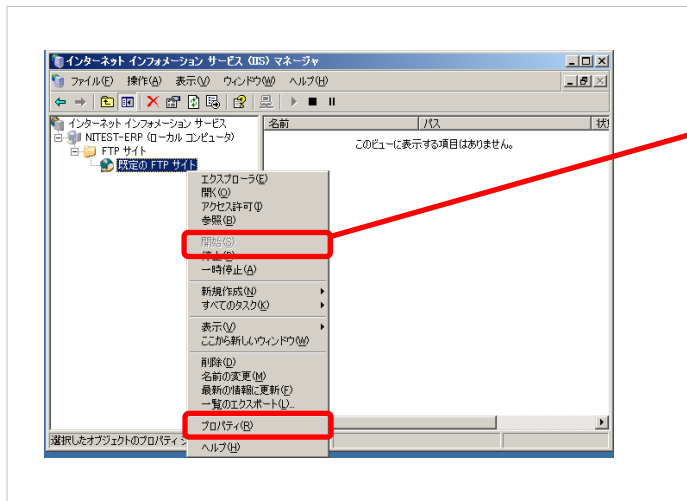 インターネット インフォメーション サービス (IIS) マネージャ
ファイル(F) 操作(A) 表示(V) ウィンドウ(W) ヘルプ(H)
インターネット インフォメーション サービス
名前 パス 状
NITEST-ERP (ローカル コンピュータ)
このビューに表示する項目はありません。
FTP サイト
既定の FTP サイト
エクスプローラ(E)
開く(O)
アクセス許可(I)
参照(B)
開始(S)
一時停止(A)
新規作成(N)
すべてのタスク(K)
表示(V)
ここから新しいウィンドウ(W)
削除(D)
名前の変更(M)
最新の情報に更新(F)
一覧のエクスポート(L)...
プロパティ(R)
選択したオブジェクトのプロパティ
ヘルプ(H)